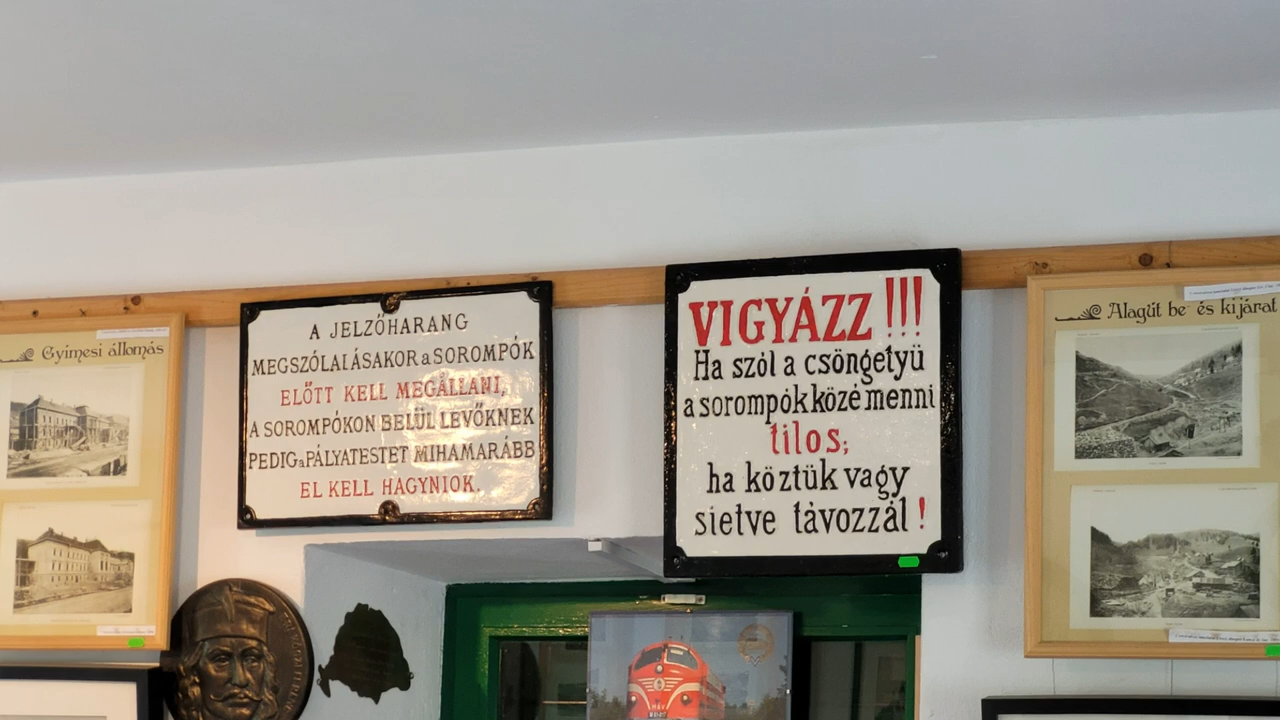 Gyimesi állomás
A JELZŐHARANG
MEGSZÓLALÁSAKOR a SOROMPÓK
ELŐTT KELL MEGÁLLANI,
A SOROMPÓKON BELÜL LEVŐKNEK
PEDIG a PÁLYATESTET MIHAMARÁBB
EL KELL HAGYNIOK.
VIGYÁZZ!!!
Ha szól a csöngetyü
a sorompók közé menni
tilos;
ha köztük vagy
sietve távozzál!
Alagút be és kijárat
MÁV